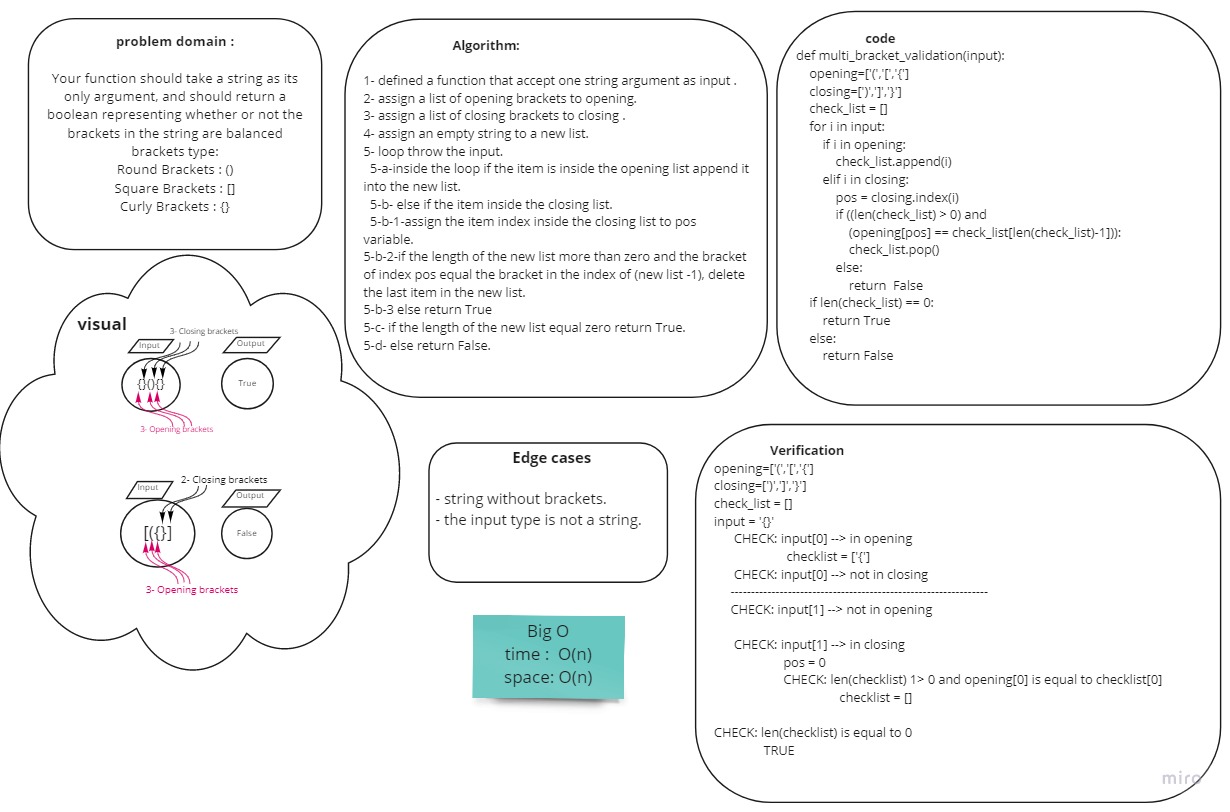 problem domain :
Your function should take a string as its
only argument, and should return a
boolean representing whether or not the
brackets in the string are balanced
brackets type:
Round Brackets : ()
Square Brackets : []
Curly Brackets : {}
Algorithm:
1- defined a function that accept one string argument as input .
2- assign a list of opening brackets to opening.
3- assign a list of closing brackets to closing .
4- assign an empty string to a new list.
5- loop throw the input.
5-a-inside the loop if the item is inside the opening list append it
into the new list.
5-b- else if the item inside the closing list.
5-b-1-assign the item index inside the closing list to pos
variable.
5-b-2-if the length of the new list more than zero and the bracket
of index pos equal the bracket in the index of (new list -1), delete
the last item in the new list.
5-b-3 else return True
5-c- if the length of the new list equal zero return True.
5-d- else return False.
code
def multi_bracket_validation(input):
opening=['(','[','{']
closing=[')',']','}']
check_list = []
for i in input:
if i in opening:
check_list.append(i)
elif i in closing:
pos = closing.index(i)
if ((len(check_list) > 0) and
(opening[pos] == check_list[len(check_list)-1])):
check_list.pop()
else:
return  False
if len(check_list) == 0:
return True
else:
return False
visual
3- Closing brackets
Input
Output
{}(){}
True
3- Opening brackets
2- Closing brackets
Input
Output
[({}]
False
3- Opening brackets
Edge cases
- string without brackets.
- the input type is not a string.
Big O
time :  O(n)
space: O(n)
Verification
opening=['(','[','{']
closing=[')',']','}']
check_list = []
input = '{}'
CHECK: input[0] --> in opening
checklist = ['{']
CHECK: input[0] --> not in closing
----------------------------------------------------------------
CHECK: input[1] --> not in opening
CHECK: input[1] --> in closing
pos = 0
CHECK: len(checklist) 1> 0 and opening[0] is equal to checklist[0]
checklist = []
CHECK: len(checklist) is equal to 0
TRUE
miro